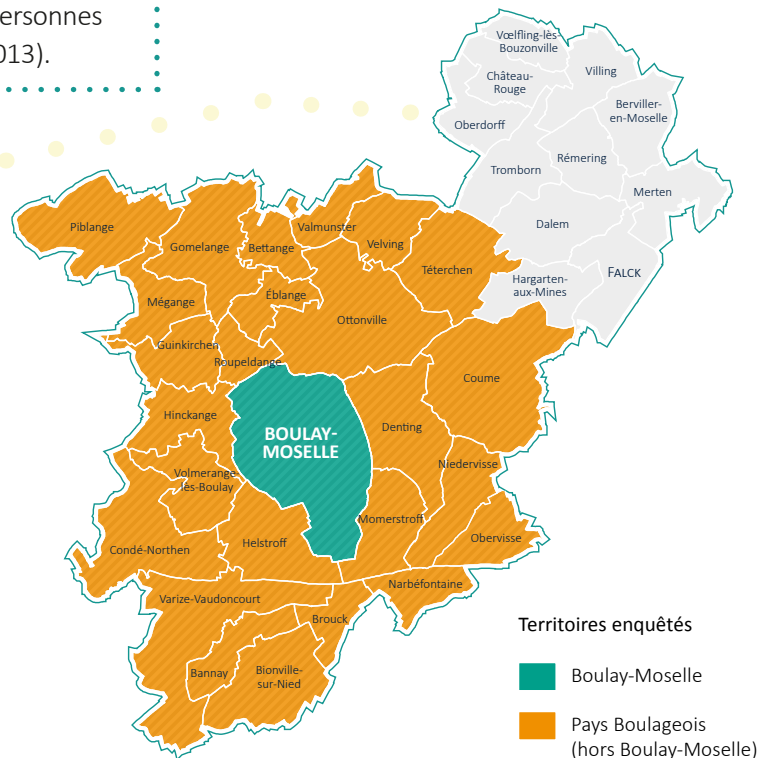 ersonnes
013).
Vœlfling-lès-
Bouzonville
Villing
Château-
Rouge
Berviller-
en-Moselle
Oberdorff
Rémering
Tromborn
Merten
Dalem
Piblange
Valmunster
Gomelange
Bettange
Velving
Téterchen
FALCK
Hargarten-
aux-Mines
Éblange
Mégange
Ottonville
Guinkirchen
Roupeldange
Coume
Hinckange
Denting
BOULAY-
MOSELLE
Niedervisse
Volmerange-
lès-Boulay
Momerstroff
Obervisse
Helstroff
Condé-Northen
Narbéfontaine
Varize-Vaudoncourt
Brouck
Bannay
Bionville-
sur-Nied
Territoires enquêtés
Boulay-Moselle
Pays Boulageois
(hors Boulay-Moselle)